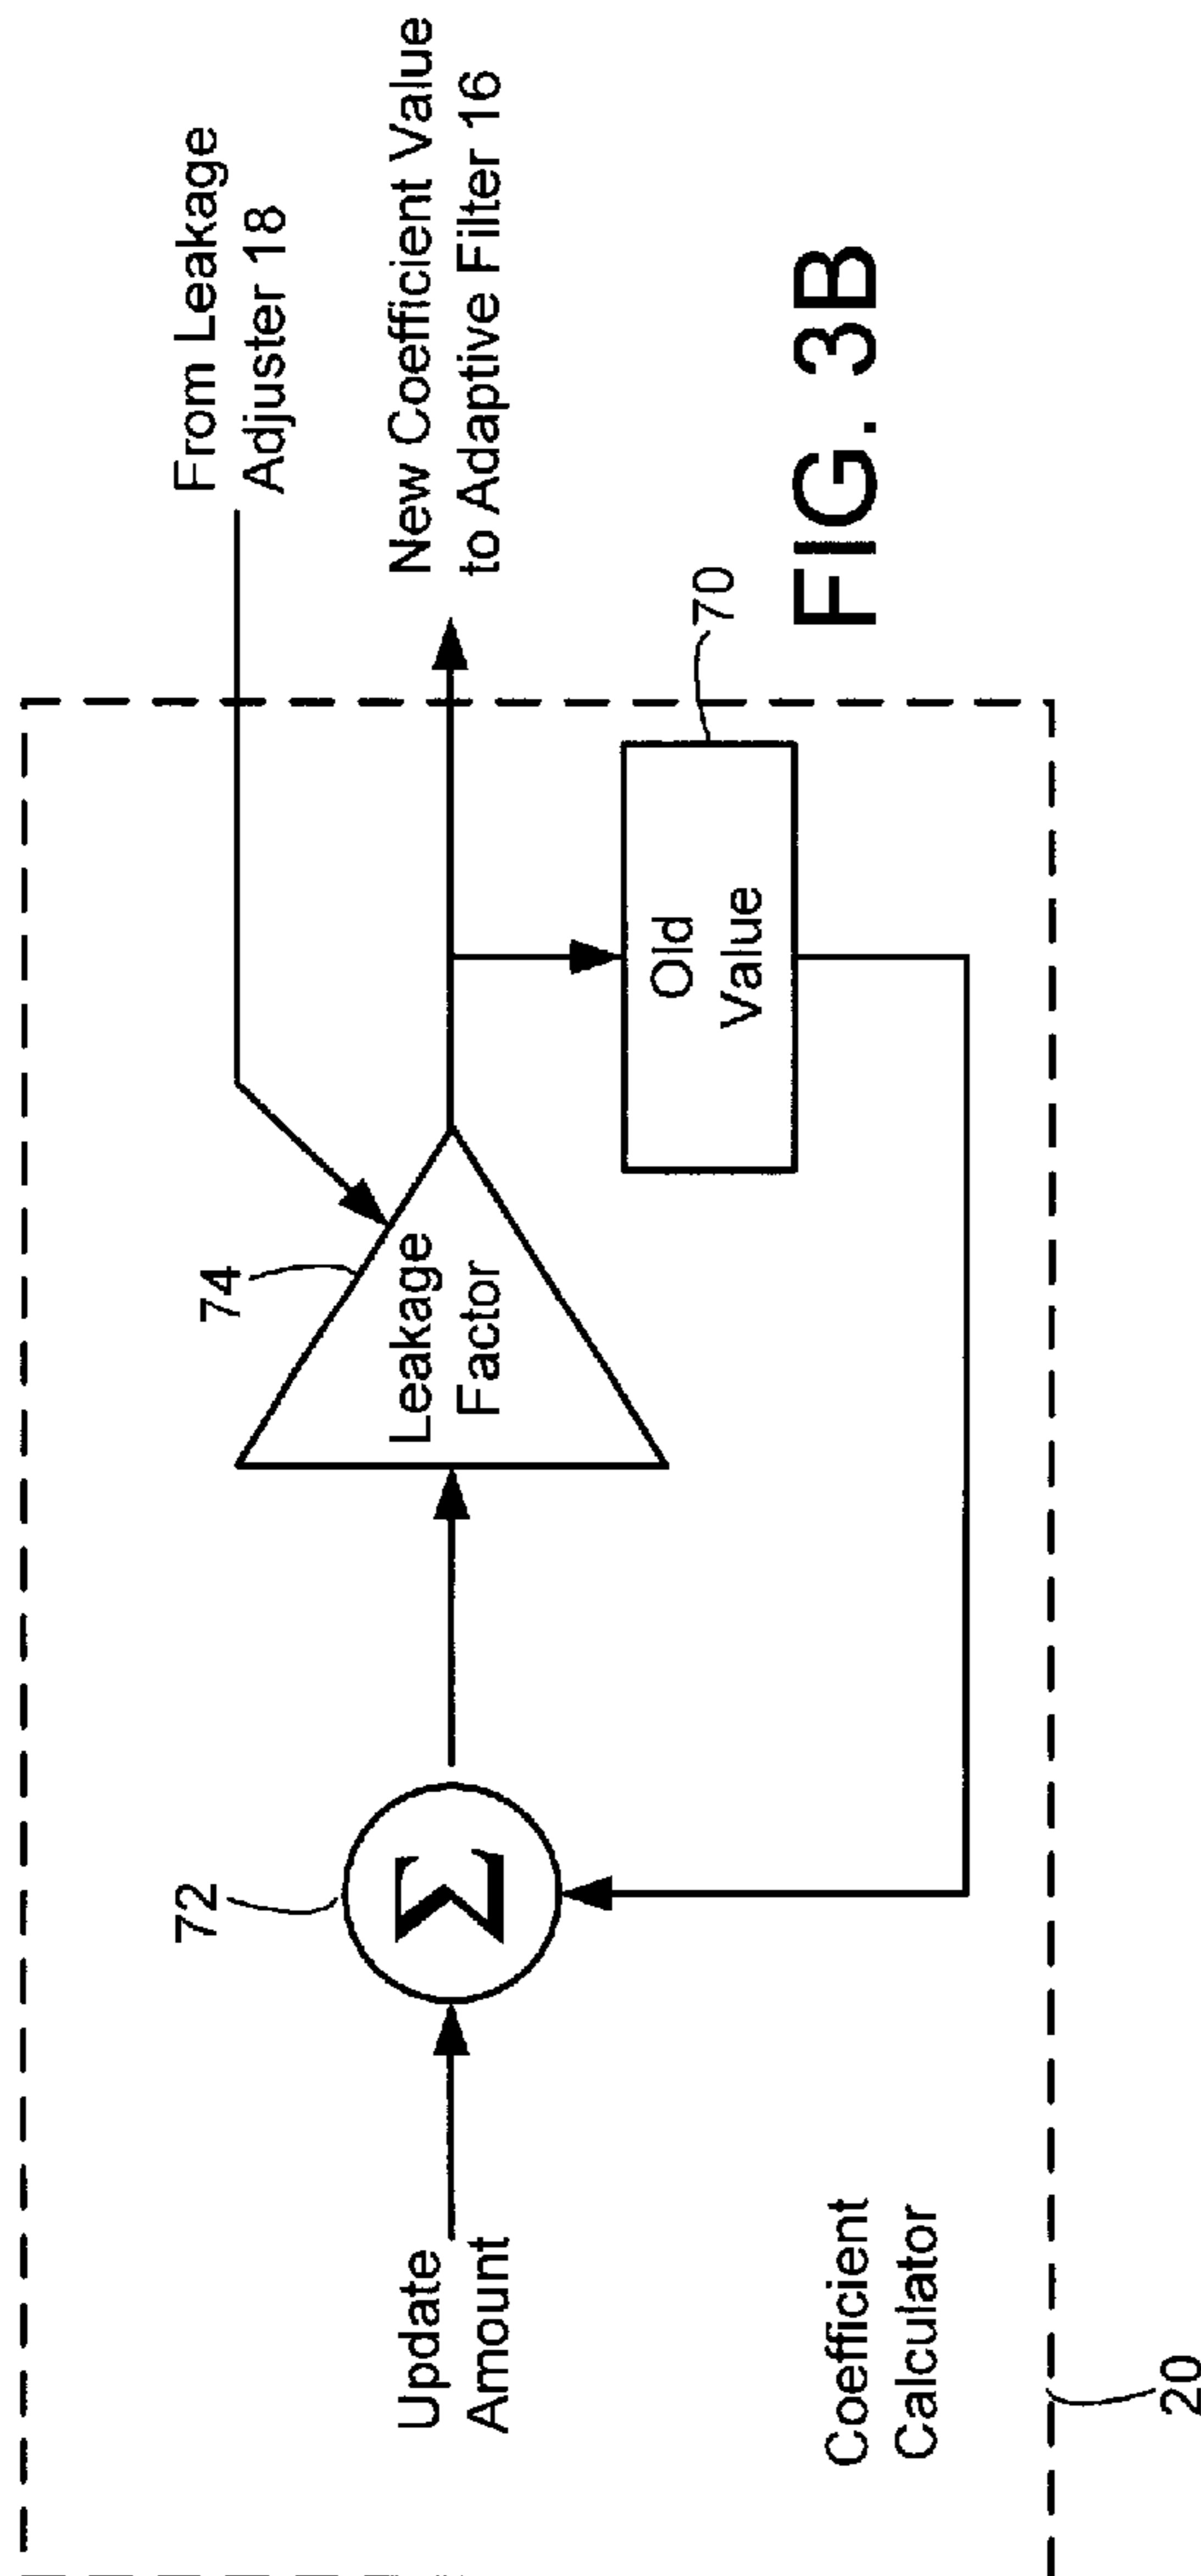 From Leakage
Adjuster 18
New Coefficient Value
to Adaptive Filter 16
74
Leakage
Factor
72
Σ
Update
Amount
Old
Value
70
Coefficient
Calculator
20
FIG. 3B